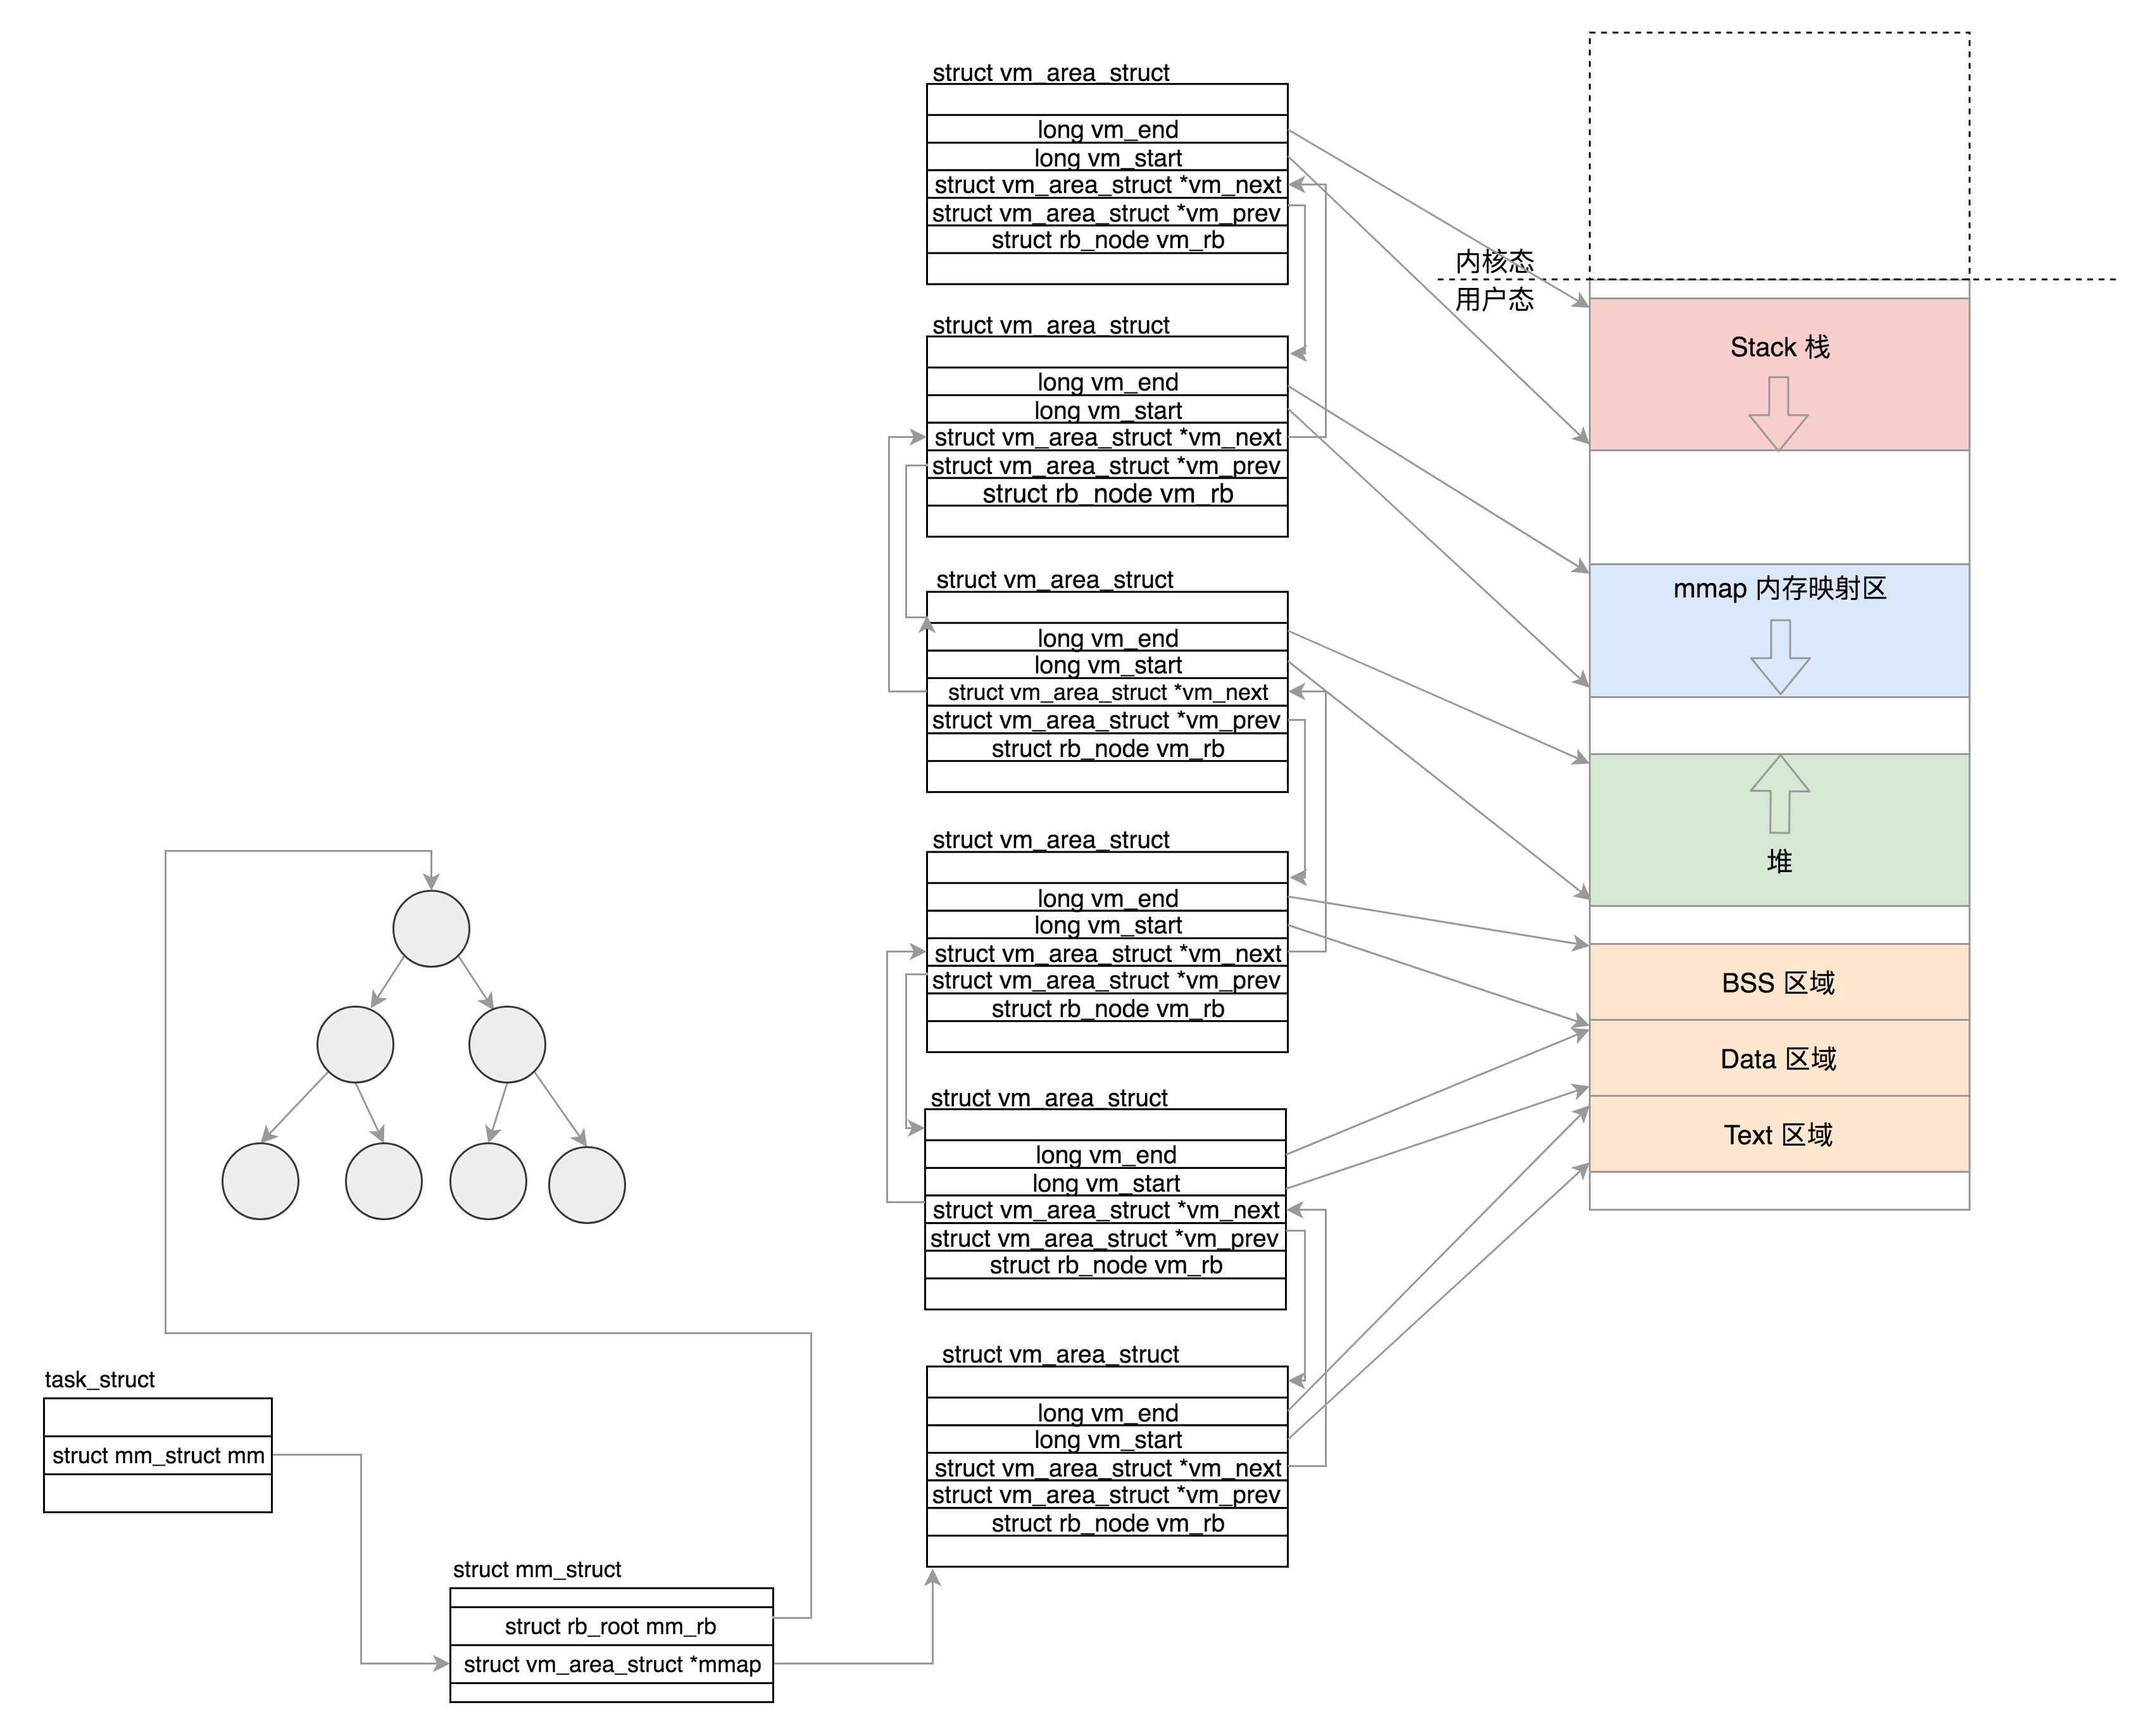 struct vm_area_struct
long vm_end
long vm_start
struct vm_area_struct *vm_next
struct vm_area_struct *vm_prev
struct rb_node vm_rb
struct vm_area_struct
long vm_end
long vm_start
struct vm_area_struct *vm_next
struct vm_area_struct *vm_prev
struct rb_node vm_rb
struct vm_area_struct
long vm_end
long vm_start
struct vm_area_struct *vm_next
struct vm_area_struct *vm_prev
struct rb_node vm_rb
struct vm_area_struct
long vm_end
long vm_start
struct vm_area_struct *vm_next
struct vm_area_struct *vm_prev
struct rb_node vm_rb
struct vm_area_struct
long vm_end
long vm_start
struct vm_area_struct *vm_next
struct vm_area_struct *vm_prev
struct rb_node vm_rb
struct vm_area_struct
long vm_end
long vm_start
struct vm_area_struct *vm_next
struct vm_area_struct *vm_prev
struct rb_node vm_rb
内核态
用户态
Stack 栈
mmap 内存映射区
堆
BSS 区域
Data 区域
Text 区域
task_struct
struct mm_struct mm
struct mm_struct
struct rb_root mm_rb
struct vm_area_struct *mmap